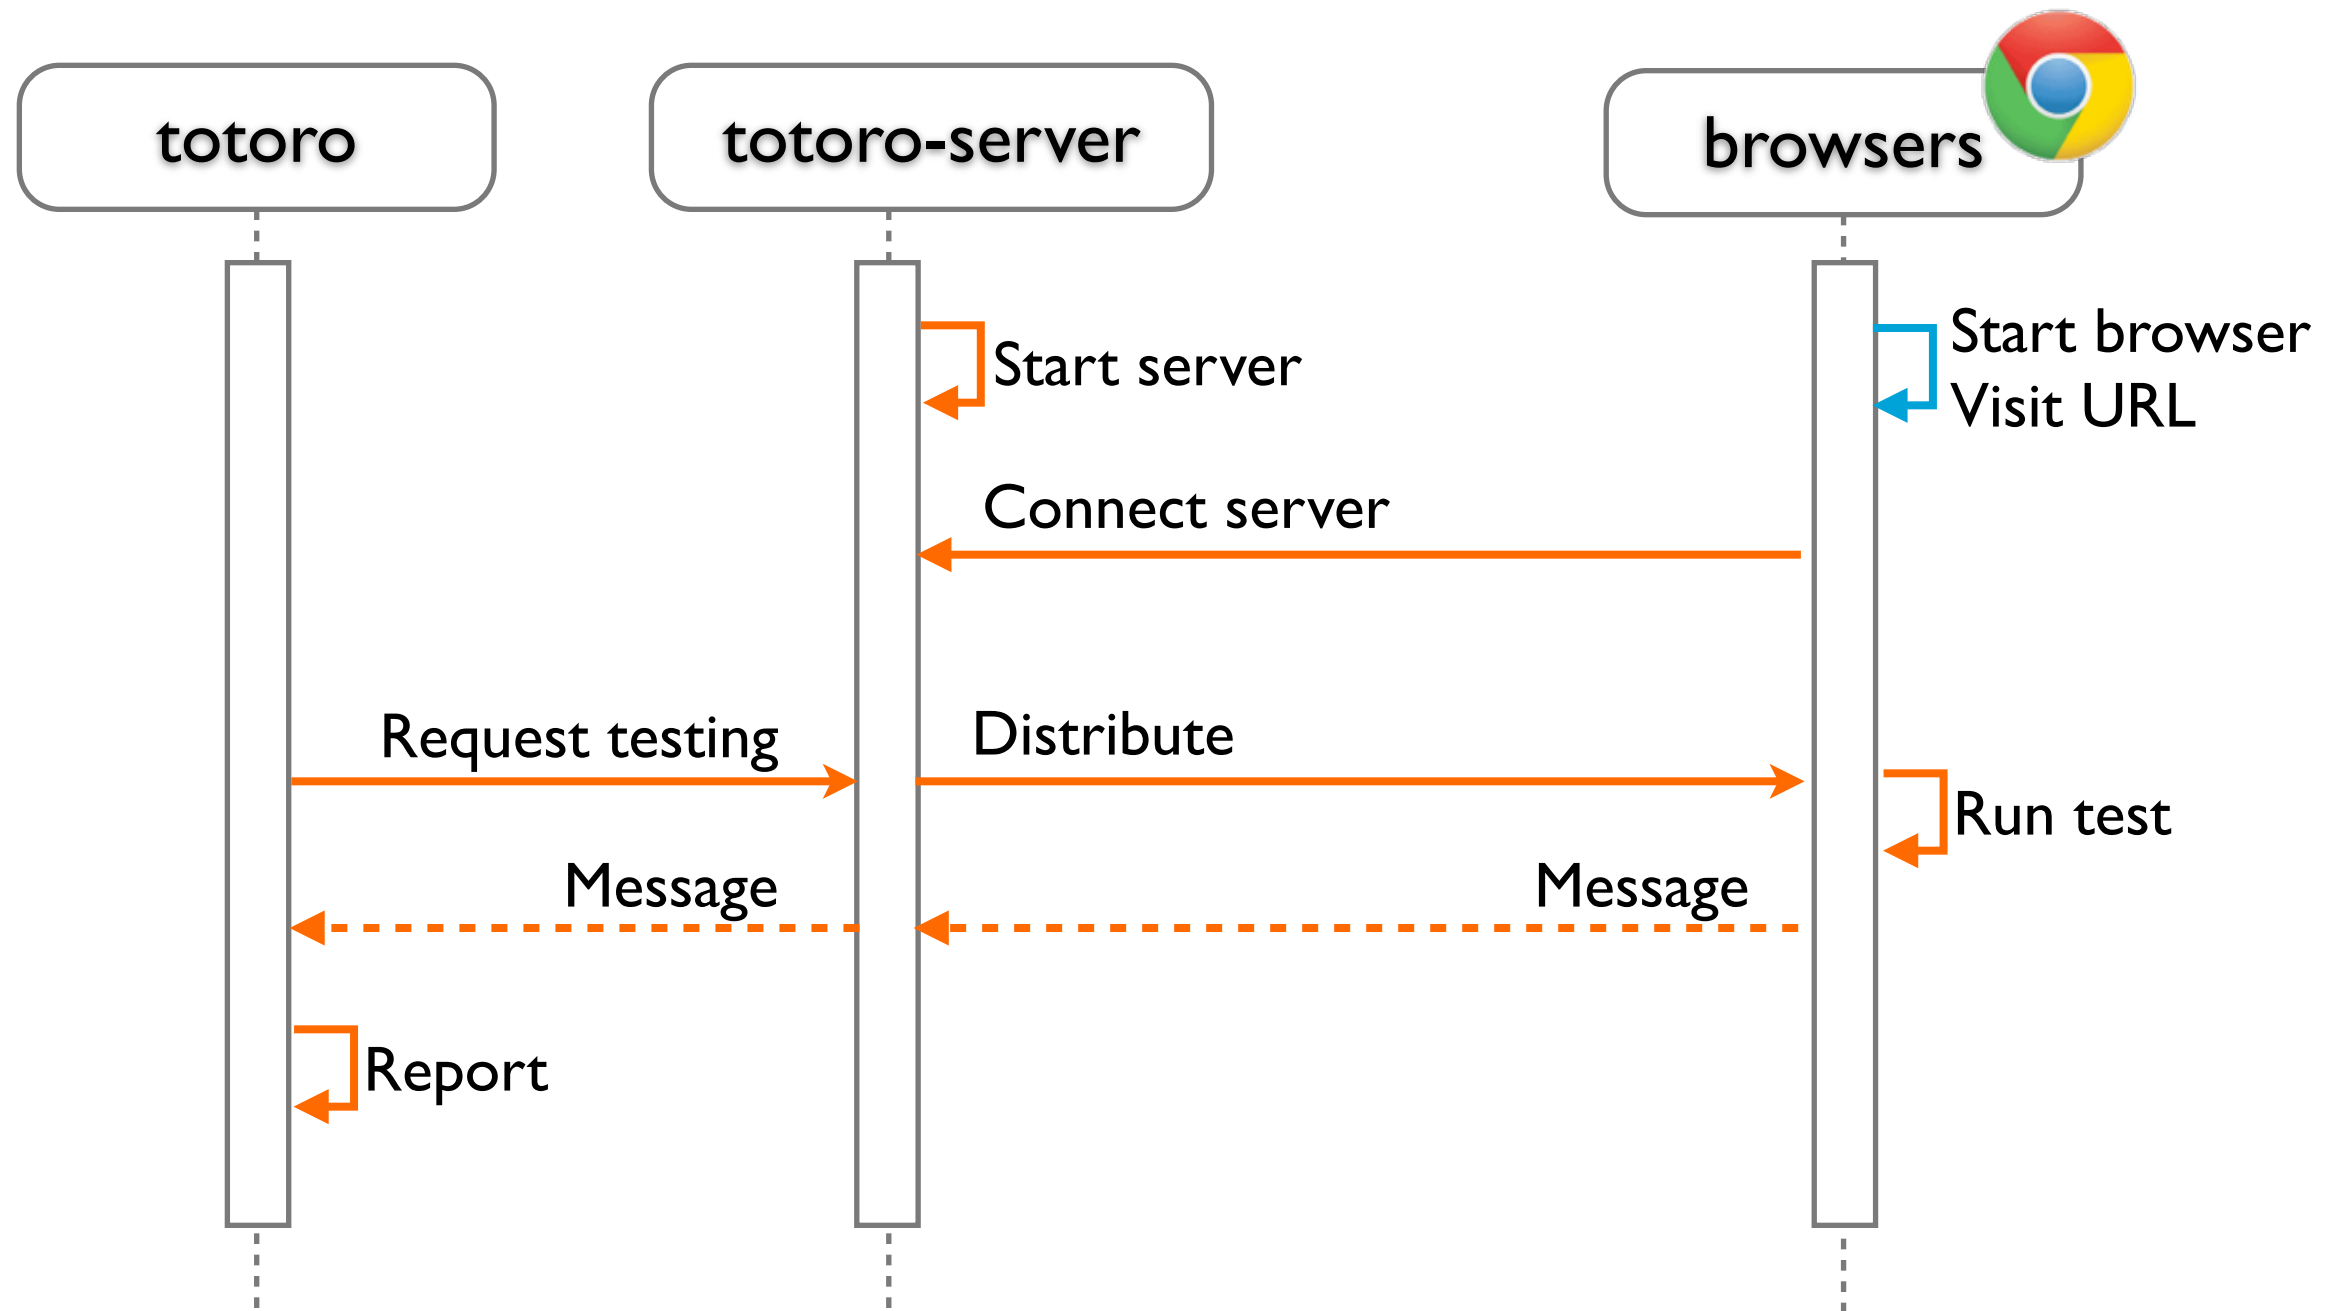 totoro
totoro-server
browsers
Start server
Start browser
Visit URL
Connect server
Request testing
Distribute
Run test
Message
Message
Report